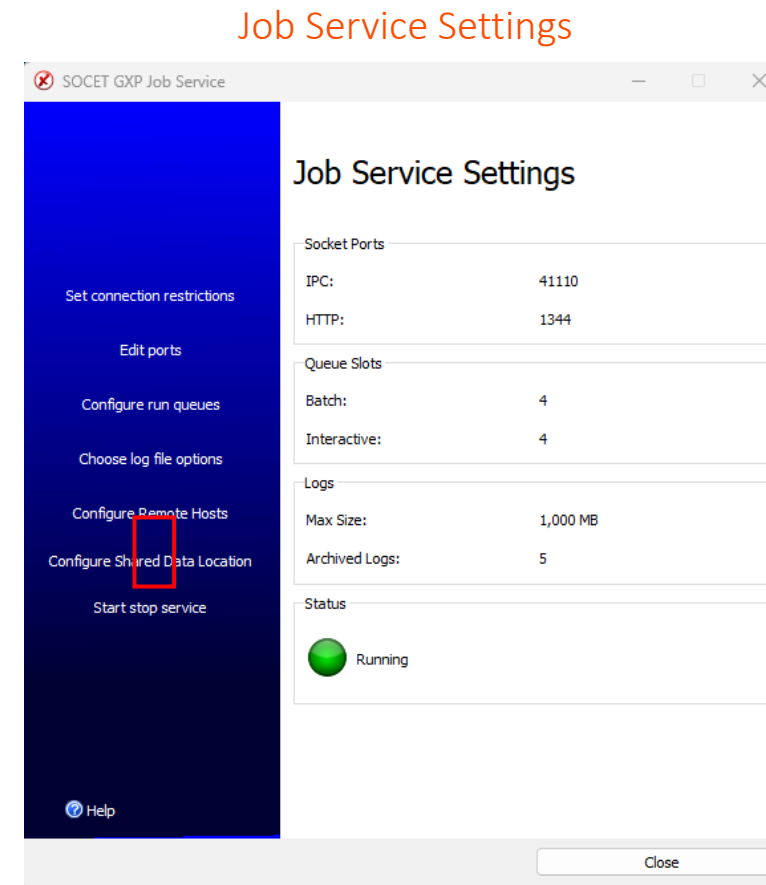 Job Service Settings
SOCET GXP Job Service
Job Service Settings
Set connection restrictions
Edit ports
Configure run queues
Choose log file options
Configure Remote Hosts
Configure Shared Data Location
Start stop service
Help
Socket Ports
IPC: 41110
HTTP: 1344
Queue Slots
Batch: 4
Interactive: 4
Logs
Max Size: 1,000 MB
Archived Logs: 5
Status
Running
Close